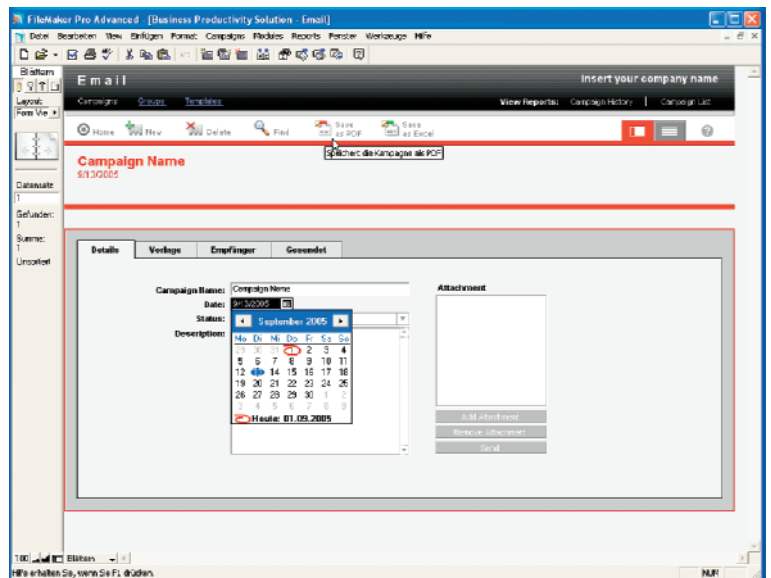 FileMaker Pro Advanced - [Business Productivity Solution - Email]
Datei Bearbeiten View Einfügen Format Campaigns Modules Reports Fenster Werkzeuge Hilfe
Blättern
Email
Insert your company name
Layout:
Form Vie
Campaigns Groups Templates
View Reports: Campaign History | Campaign List
Home New Delete Find Save as PDF Save as Excel
Speichert die Kampagne als PDF
Campaign Name
9/13/2005
Datensatz:
1
Gefunden:
1
Summe:
1
Unsortiert
Details Vorlage Empfänger Gesendet
Campaign Name: Campaign Name
Attachment
Date: 9/13/2005
Status:
Description:
September 2005
Mo Di Mi Do Fr Sa So
29 30 31 1 2 3 4
5 6 7 8 9 10 11
12 13 14 15 16 17 18
19 20 21 22 23 24 25
26 27 28 29 30 1 2
3 4 5 6 7 8 9
Heute: 01.09.2005
Add Attachment
Remove Attachment
Send
100 Blättern
Hilfe erhalten Sie, wenn Sie F1 drücken.
NUM